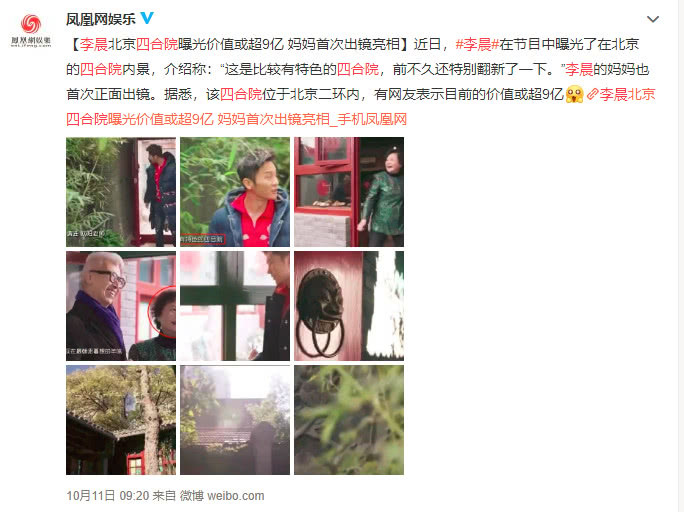 凤凰网娱乐
鳳凰網娛樂
ent.ifeng.com
【李晨北京四合院曝光价值或超9亿 妈妈首次出镜亮相】近日，#李晨#在节目中曝光了在北京
的四合院内景，介绍称：“这是比较有特色的四合院，前不久还特别翻新了一下。”李晨的妈妈也
首次正面出镜。据悉，该四合院位于北京二环内，有网友表示目前的价值或超9亿李晨北京
四合院曝光价值或超9亿 妈妈首次出镜亮相_手机凤凰网
10月11日 09:20 来自 微博 weibo.com